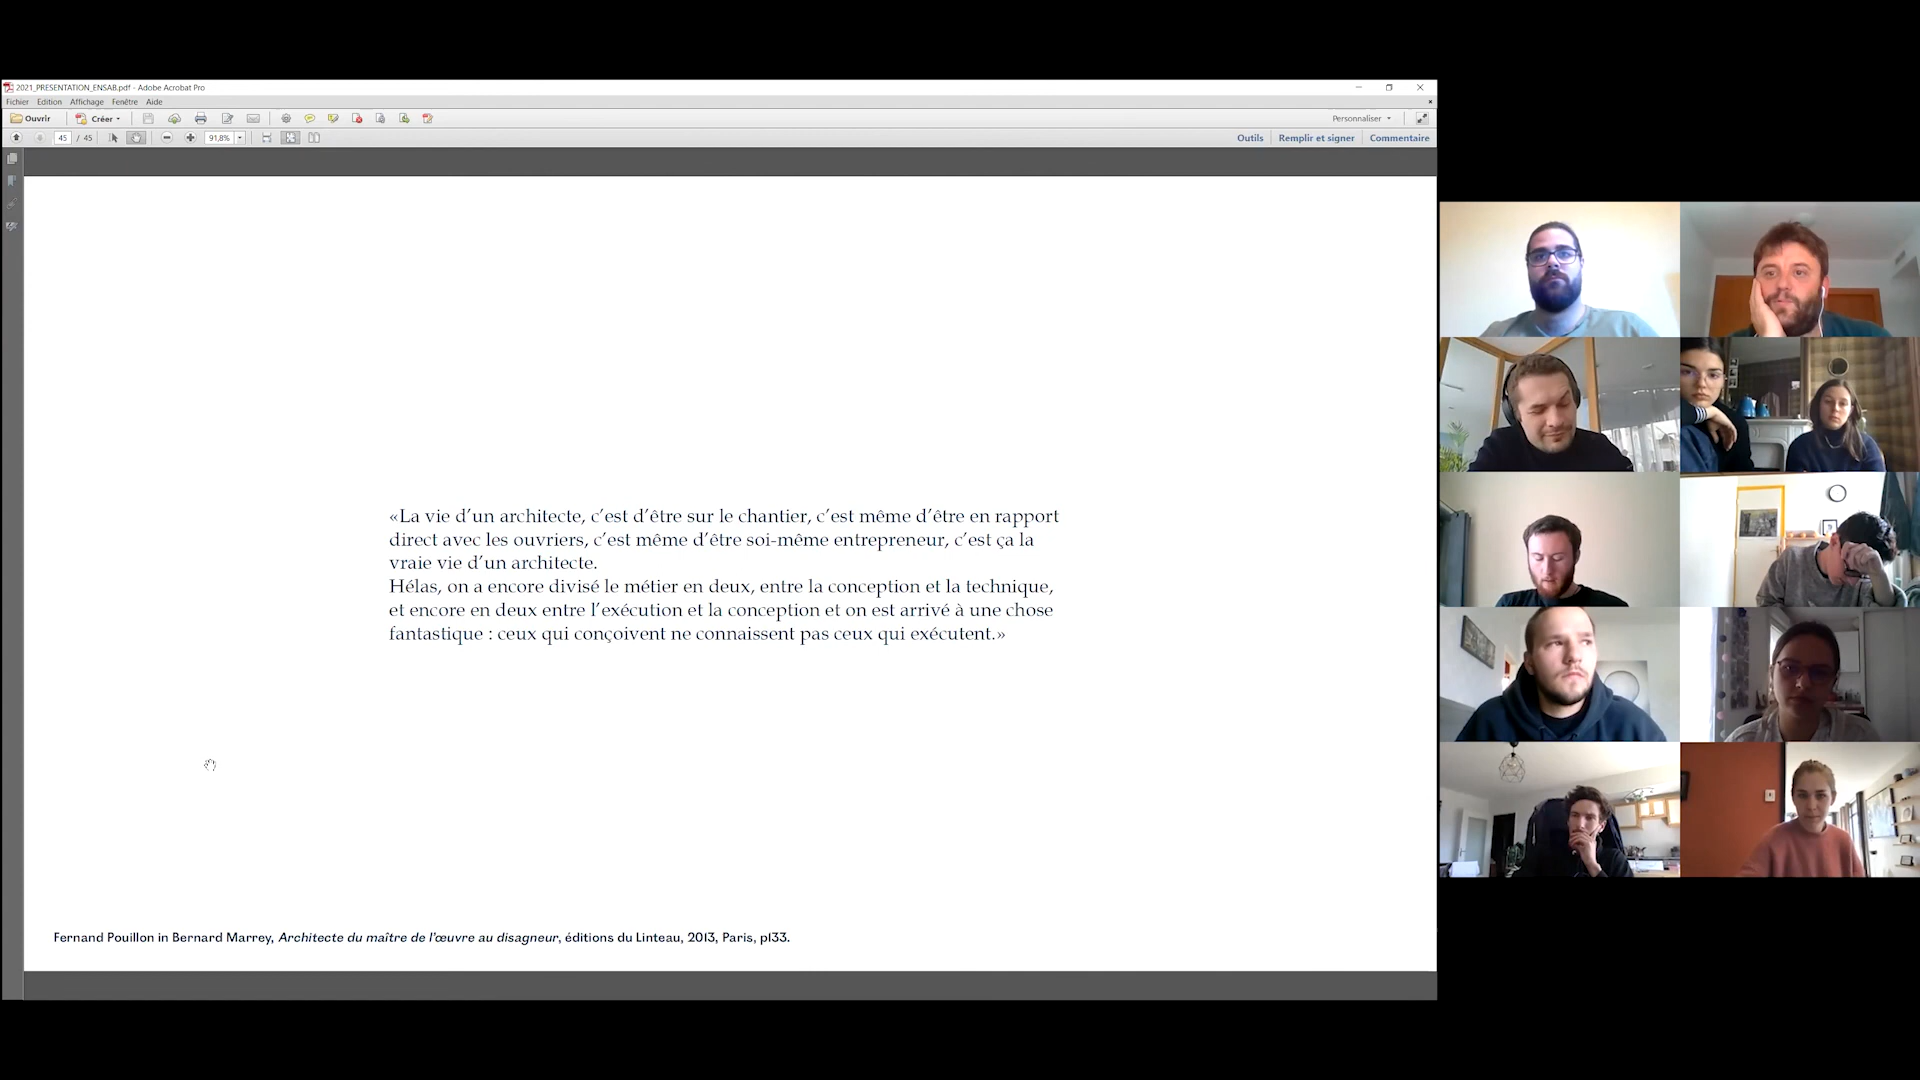 2021_PRESENTATION_ENSAB.pdf - Adobe Acrobat Pro
Fichier Edition Affichage Fenêtre Aide
Ouvrir Créer Personnaliser
45 / 45 91,8% Outils Remplir et signer Commentaire
«La vie d’un architecte, c’est d’être sur le chantier, c’est même d’être en rapport
direct avec les ouvriers, c’est même d’être soi-même entrepreneur, c’est ça la
vraie vie d’un architecte.
Hélas, on a encore divisé le métier en deux, entre la conception et la technique,
et encore en deux entre l’exécution et la conception et on est arrivé à une chose
fantastique : ceux qui conçoivent ne connaissent pas ceux qui exécutent.»
Fernand Pouillon in Bernard Marrey, Architecte du maître de l’œuvre au disagneur, éditions du Linteau, 2013, Paris, p133.